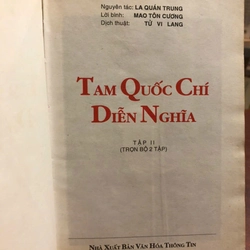 Nguyên tác: LA QUÁN TRUNG
Lời bình: MAO TÔN CƯƠNG
Dịch thuật: TỬ VI LANG
TAM QUỐC CHÍ
DIỄN NGHĨA
TẬP II
(TRỌN BỘ 2 TẬP)
NHÀ XUẤT BẢN VĂN HÓA THÔNG TIN